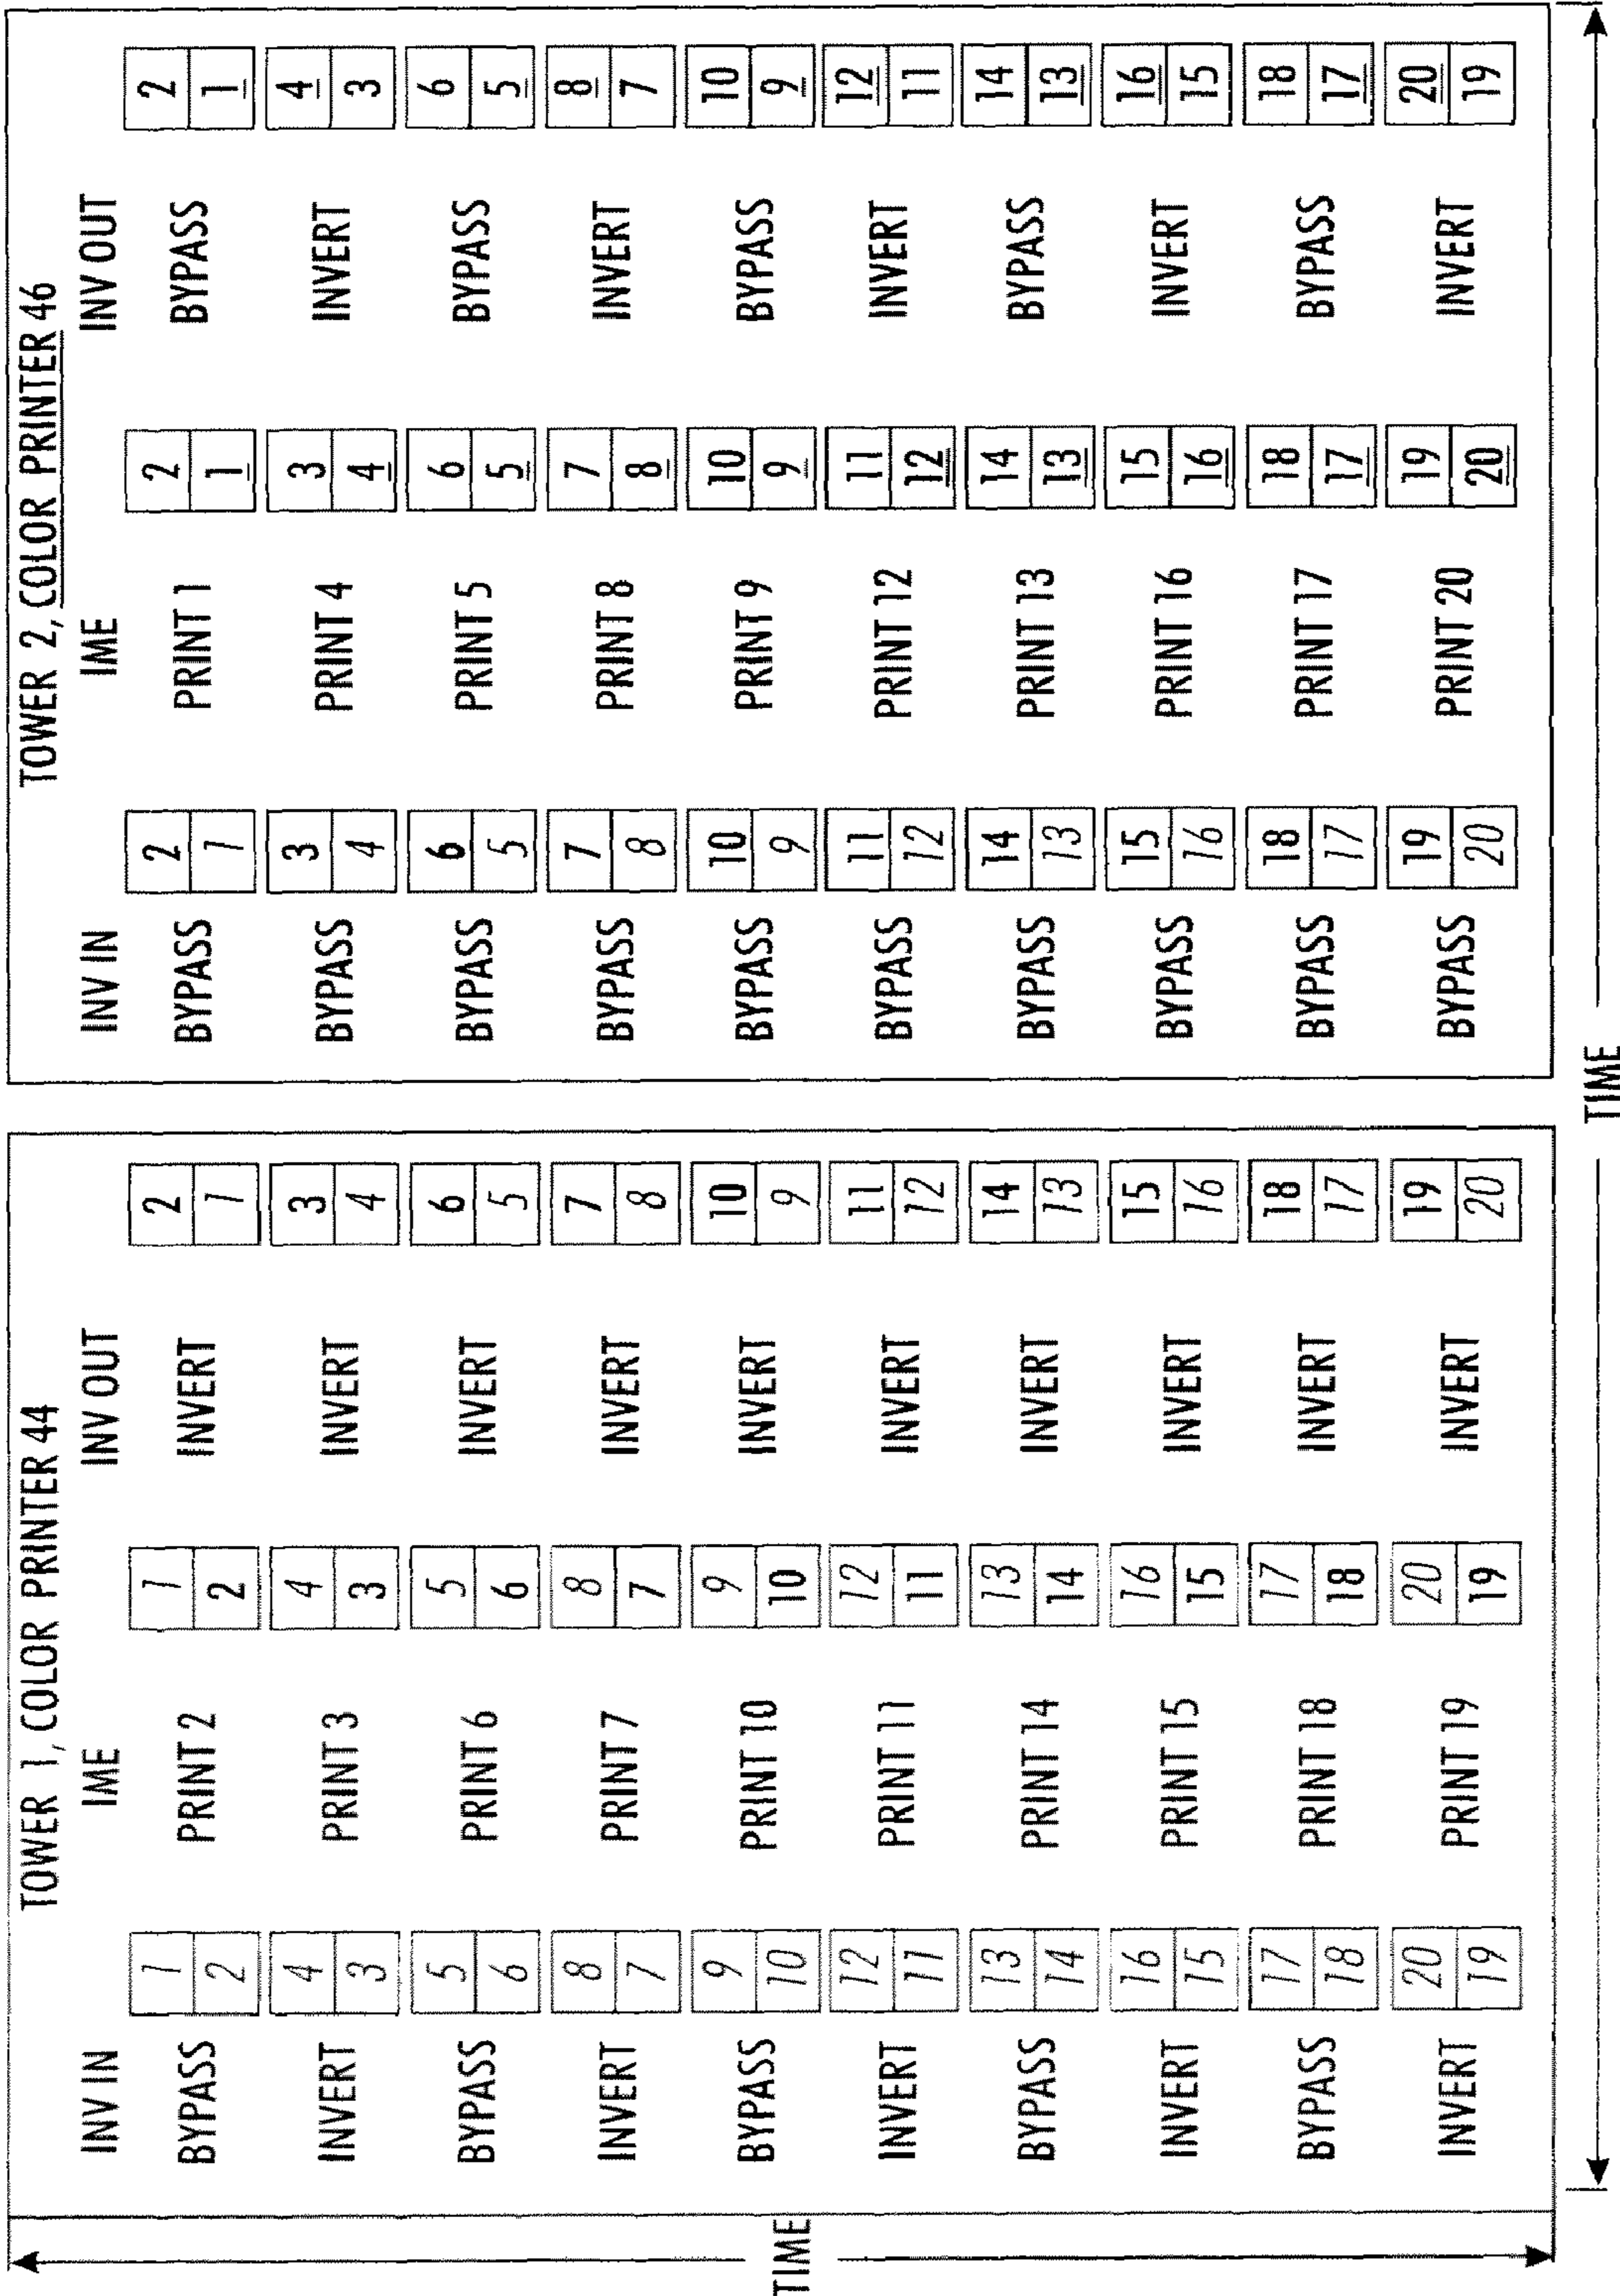 TOWER 1, COLOR PRINTER 44
INV IN IME INV OUT
1 1 2
BYPASS PRINT 2 INVERT
2 2 1
4 4 3
INVERT PRINT 3 INVERT
3 3 4
5 5 6
BYPASS PRINT 6 INVERT
6 6 5
8 8 7
INVERT PRINT 7 INVERT
7 7 8
9 9 10
BYPASS PRINT 10 INVERT
10 10 9
12 12 11
INVERT PRINT 11 INVERT
11 11 12
13 13 14
BYPASS PRINT 14 INVERT
14 14 13
16 16 15
INVERT PRINT 15 INVERT
15 15 16
17 17 18
BYPASS PRINT 18 INVERT
18 18 17
20 20 19
INVERT PRINT 19 INVERT
19 19 20
TOWER 2, COLOR PRINTER 46
INV IN IME INV OUT
2 2 2
BYPASS PRINT 1 BYPASS
1 1 1
3 3 4
BYPASS PRINT 4 INVERT
4 4 3
6 6 6
BYPASS PRINT 5 BYPASS
5 5 5
7 7 8
BYPASS PRINT 8 INVERT
8 8 7
10 10 10
BYPASS PRINT 9 BYPASS
9 9 9
11 11 12
BYPASS PRINT 12 INVERT
12 12 11
14 14 14
BYPASS PRINT 13 BYPASS
13 13 13
15 15 16
BYPASS PRINT 16 INVERT
16 16 15
18 18 18
BYPASS PRINT 17 BYPASS
17 17 17
19 19 20
BYPASS PRINT 20 INVERT
20 20 19
TIME
TIME